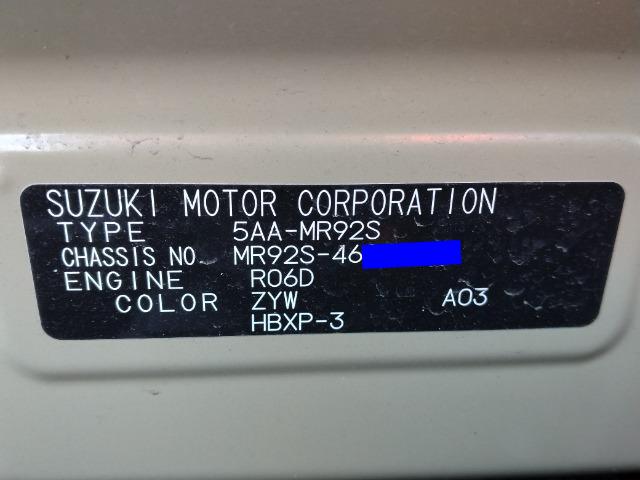 SUZUKI MOTOR CORPORATION
TYPE 5AA-MR92S
CHASSIS NO. MR92S-46
ENGINE R06D
COLOR ZYW A03
HBXP-3